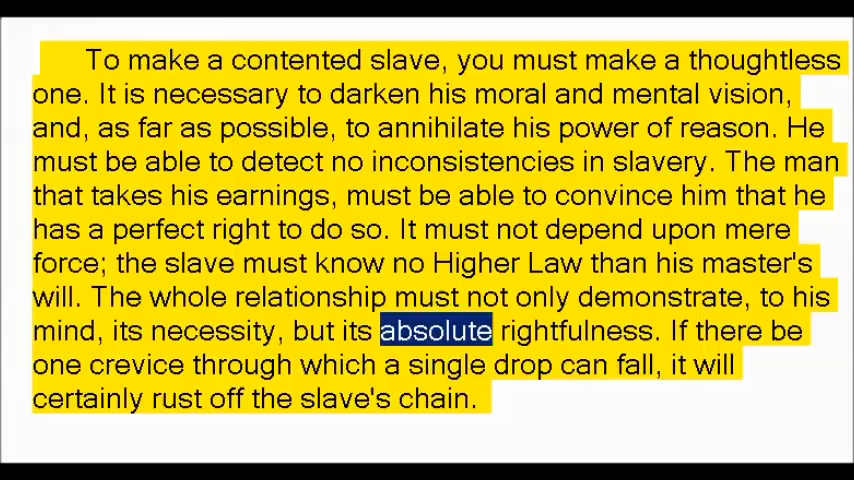 To make a contented slave, you must make a thoughtless
one. It is necessary to darken his moral and mental vision,
and, as far as possible, to annihilate his power of reason. He
must be able to detect no inconsistencies in slavery. The man
that takes his earnings, must be able to convince him that he
has a perfect right to do so. It must not depend upon mere
force; the slave must know no Higher Law than his master's
will. The whole relationship must not only demonstrate, to his
mind, its necessity, but its absolute rightfulness. If there be
one crevice through which a single drop can fall, it will
certainly rust off the slave's chain.